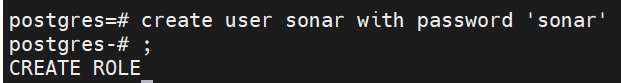 postgres=# create user sonar with password 'sonar'
postgres-# ;
CREATE ROLE